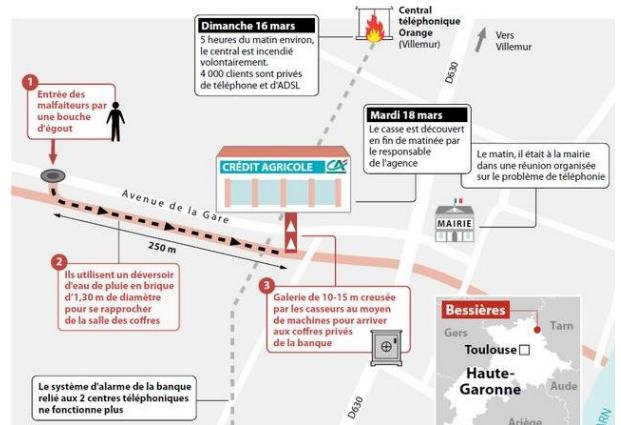 Central
téléphonique
Orange
(Villemur)
Dimanche 16 mars
5 heures du matin environ,
le central est incendié
volontairement.
4 000 clients sont privés
de téléphone et d'ADSL
Vers
Villemur
D630
1
Entrée des
malfaiteurs par
une bouche
d'égout
Mardi 18 mars
Le casse est découvert
en fin de matinée par
le responsable
de l'agence
Le matin, il était à la mairie
dans une réunion organisée
sur le problème de téléphonie
CRÉDIT AGRICOLE CA
Avenue de la Gare
MAIRIE
250 m
2
Ils utilisent un déversoir
d'eau de pluie en brique
d'1,30 m de diamètre
pour se rapprocher
de la salle des coffres
3
Galerie de 10-15 m creusée
par les casseurs au moyen
de machines pour arriver
aux coffres privés
de la banque
Bessières
Gers
Tarn
Toulouse
Haute-
Garonne
Aude
Ariège
Le système d'alarme de la banque
relié aux 2 centres téléphoniques
ne fonctionne plus
D630
TARN